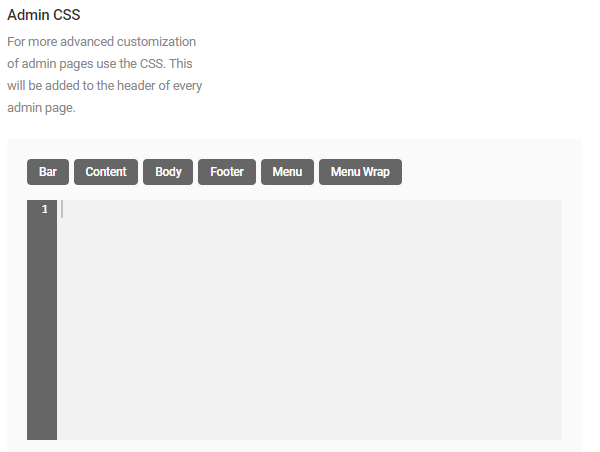 Admin CSS
For more advanced customization
of admin pages use the CSS. This
will be added to the header of every
admin page.
Bar Content Body Footer Menu Menu Wrap
1